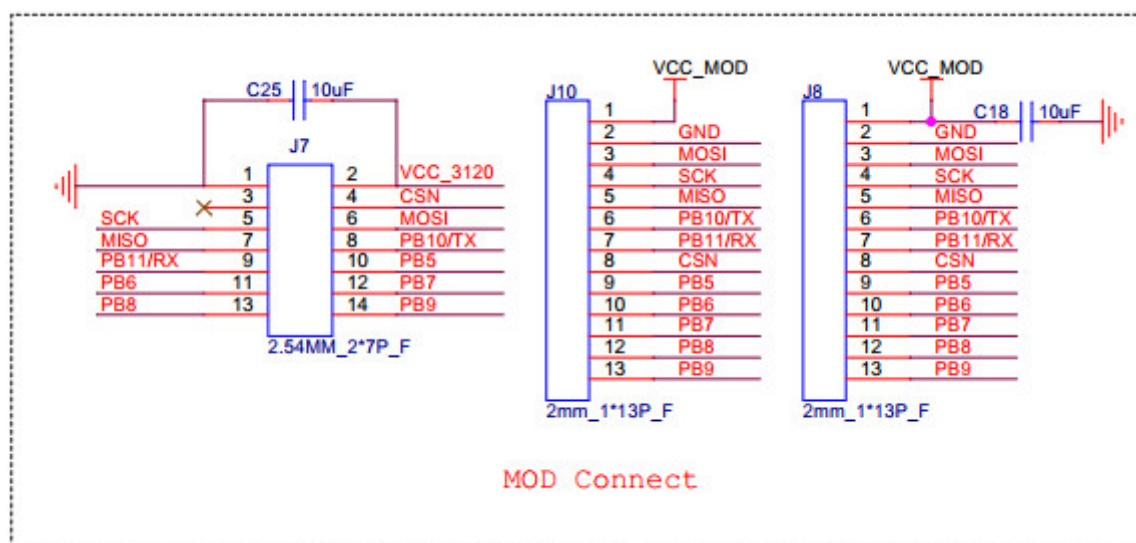 C25 10uF
J7
1 2 VCC_3120
3 4 CSN
SCK 5 6 MOSI
MISO 7 8 PB10/TX
PB11/RX 9 10 PB5
PB6 11 12 PB7
PB8 13 14 PB9
2.54MM_2*7P_F
VCC_MOD
J10
1
2 GND
3 MOSI
4 SCK
5 MISO
6 PB10/TX
7 PB11/RX
8 CSN
9 PB5
10 PB6
11 PB7
12 PB8
13 PB9
2mm_1*13P_F
VCC_MOD
J8
1 C18 10uF
2 GND
3 MOSI
4 SCK
5 MISO
6 PB10/TX
7 PB11/RX
8 CSN
9 PB5
10 PB6
11 PB7
12 PB8
13 PB9
2mm_1*13P_F
MOD Connect